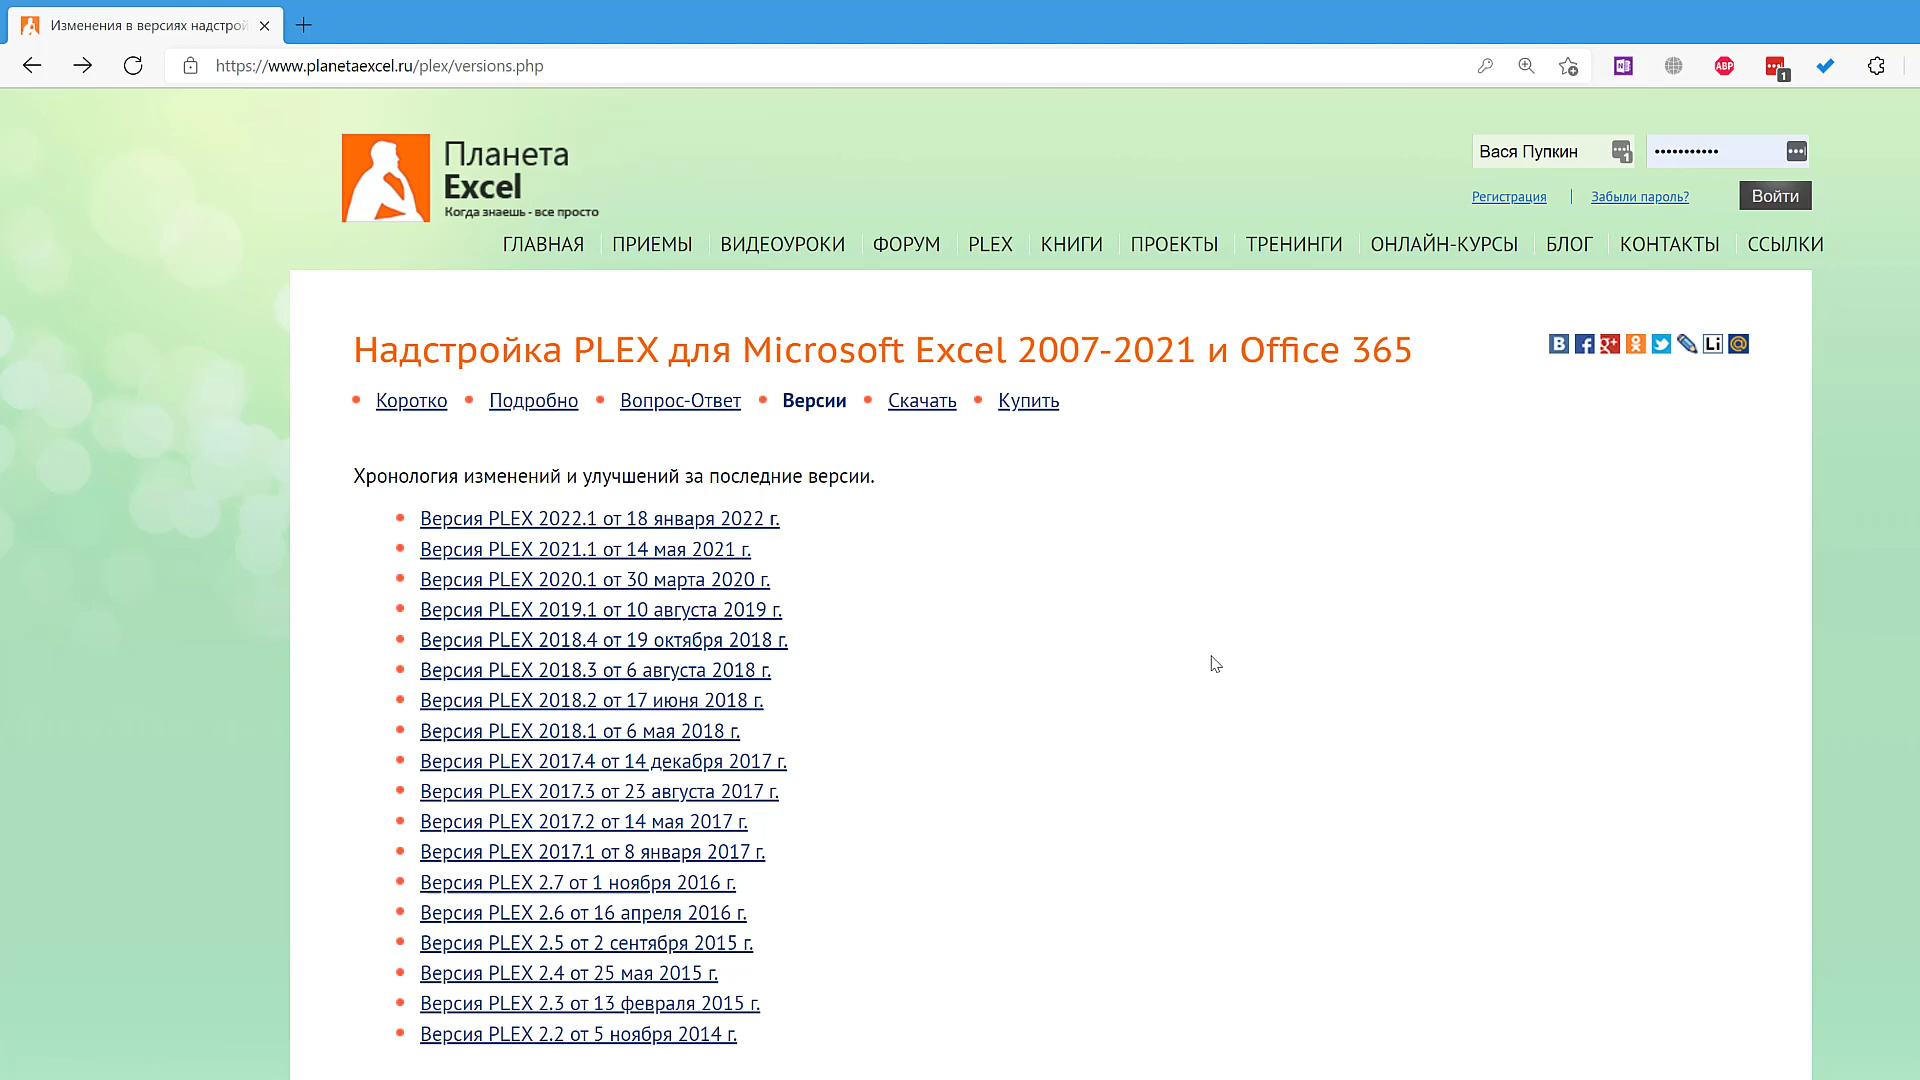 Изменения в версиях надстрой
https://www.planetaexcel.ru/plex/versions.php
ABP
1
Планета
Excel
Когда знаешь - все просто
Вася Пупкин
1
Регистрация | Забыли пароль? Войти
ГЛАВНАЯ ПРИЕМЫ ВИДЕОУРОКИ ФОРУМ PLEX КНИГИ ПРОЕКТЫ ТРЕНИНГИ ОНЛАЙН-КУРСЫ БЛОГ КОНТАКТЫ ССЫЛКИ
Надстройка PLEX для Microsoft Excel 2007-2021 и Office 365
Коротко Подробно Вопрос-Ответ Версии Скачать Купить
Хронология изменений и улучшений за последние версии.
Версия PLEX 2022.1 от 18 января 2022 г.
Версия PLEX 2021.1 от 14 мая 2021 г.
Версия PLEX 2020.1 от 30 марта 2020 г.
Версия PLEX 2019.1 от 10 августа 2019 г.
Версия PLEX 2018.4 от 19 октября 2018 г.
Версия PLEX 2018.3 от 6 августа 2018 г.
Версия PLEX 2018.2 от 17 июня 2018 г.
Версия PLEX 2018.1 от 6 мая 2018 г.
Версия PLEX 2017.4 от 14 декабря 2017 г.
Версия PLEX 2017.3 от 23 августа 2017 г.
Версия PLEX 2017.2 от 14 мая 2017 г.
Версия PLEX 2017.1 от 8 января 2017 г.
Версия PLEX 2.7 от 1 ноября 2016 г.
Версия PLEX 2.6 от 16 апреля 2016 г.
Версия PLEX 2.5 от 2 сентября 2015 г.
Версия PLEX 2.4 от 25 мая 2015 г.
Версия PLEX 2.3 от 13 февраля 2015 г.
Версия PLEX 2.2 от 5 ноября 2014 г.